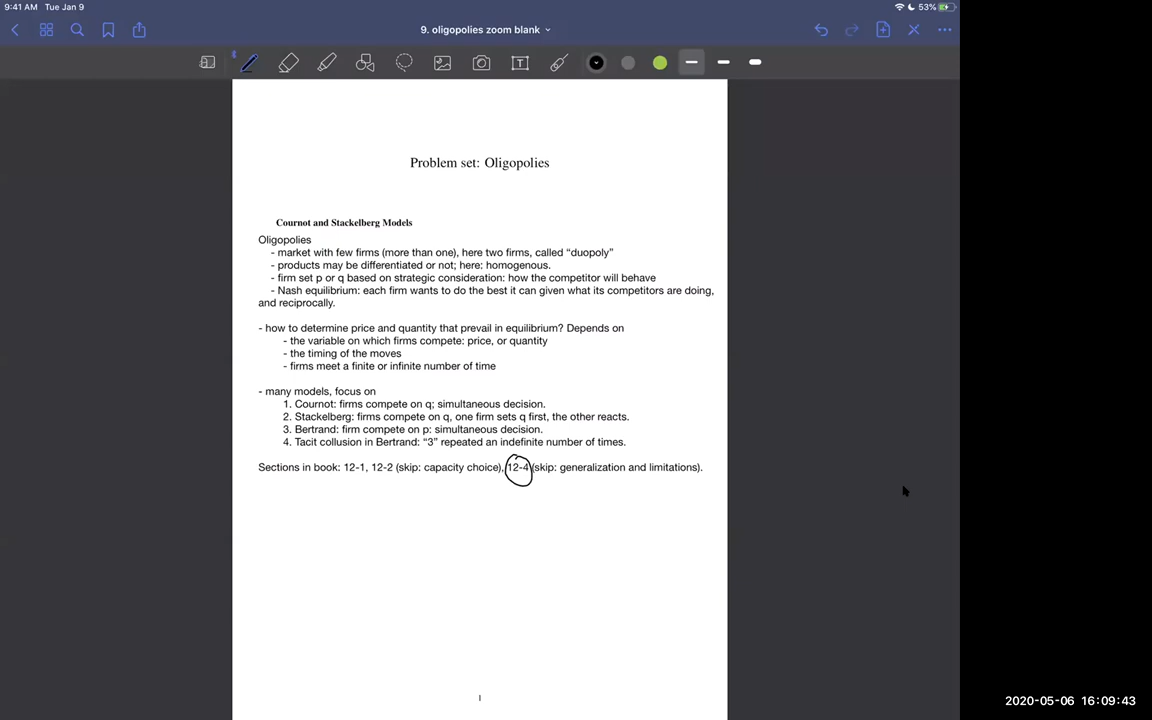 9:41 AM Tue Jan 9
53%
9. oligopolies zoom blank
T
Problem set: Oligopolies
Cournot and Stackelberg Models
Oligopolies
- market with few firms (more than one), here two firms, called “duopoly”
- products may be differentiated or not; here: homogenous.
- firm set p or q based on strategic consideration: how the competitor will behave
- Nash equilibrium: each firm wants to do the best it can given what its competitors are doing,
and reciprocally.
- how to determine price and quantity that prevail in equilibrium? Depends on
- the variable on which firms compete: price, or quantity
- the timing of the moves
- firms meet a finite or infinite number of time
- many models, focus on
1. Cournot: firms compete on q; simultaneous decision.
2. Stackelberg: firms compete on q, one firm sets q first, the other reacts.
3. Bertrand: firm compete on p: simultaneous decision.
4. Tacit collusion in Bertrand: “3” repeated an indefinite number of times.
Sections in book: 12-1, 12-2 (skip: capacity choice), 12-4 (skip: generalization and limitations).
1
2020-05-06 16:09:43